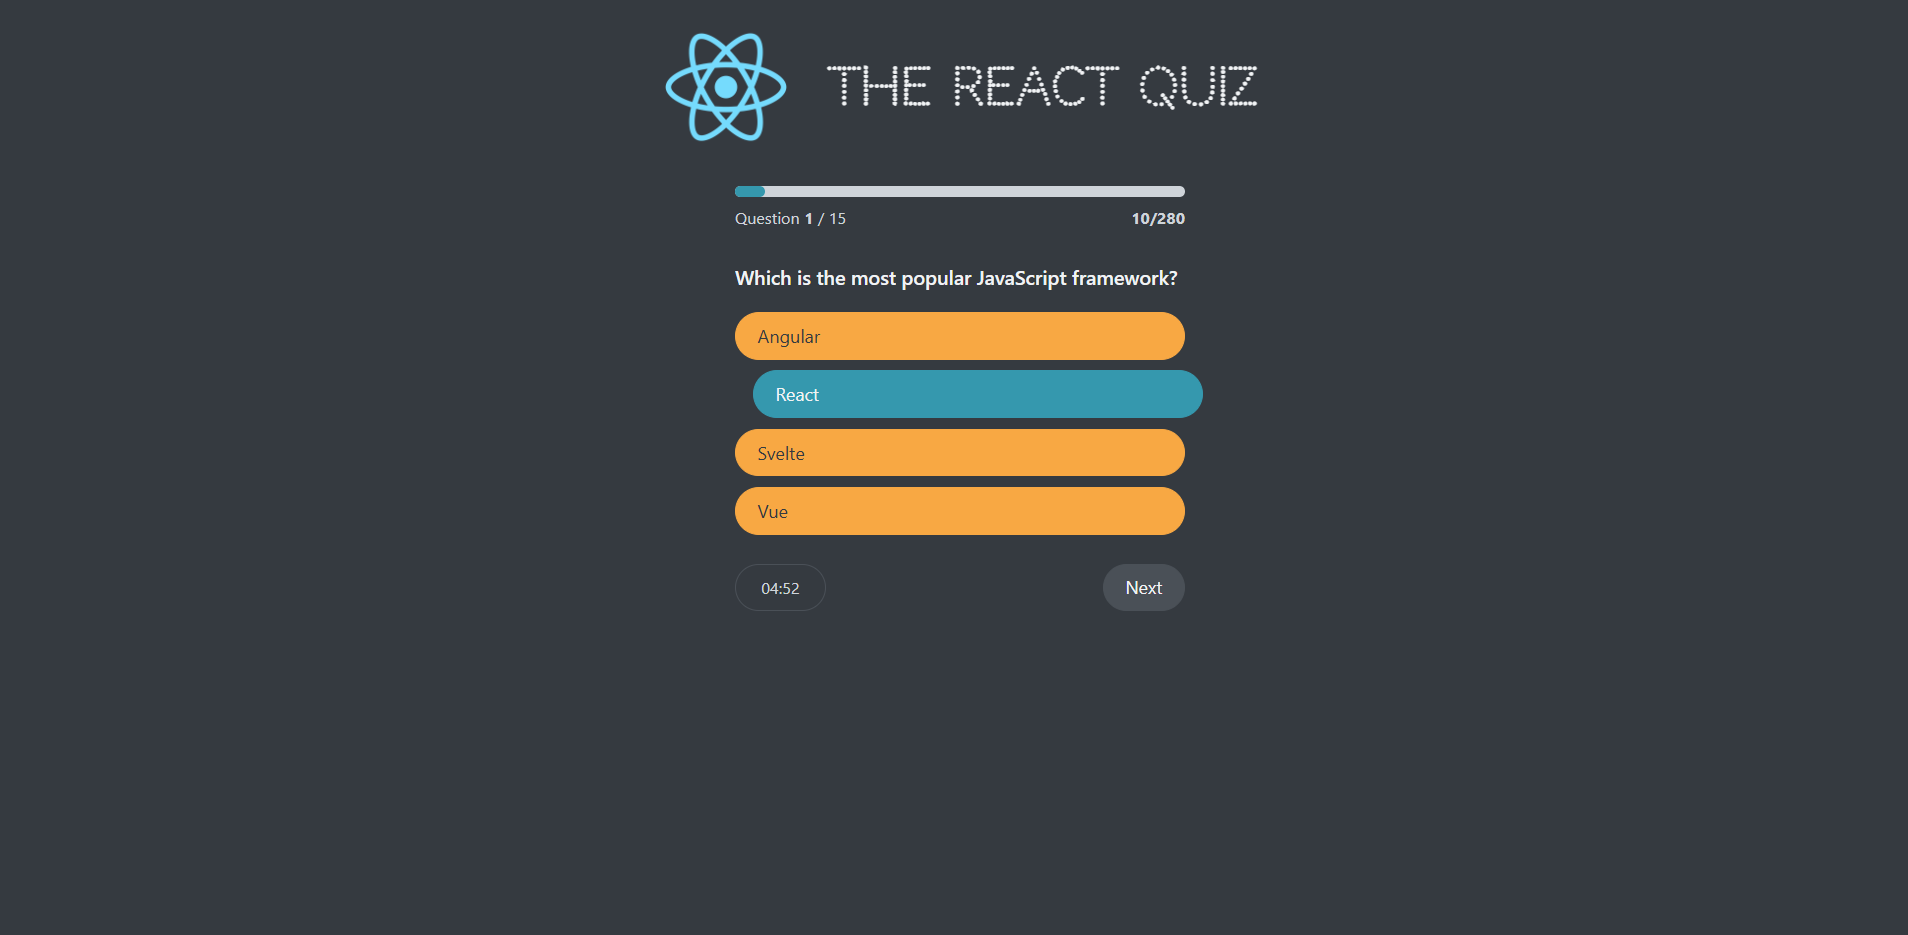 THE REACT QUIZ
Question 1 / 15
10/280
Which is the most popular JavaScript framework?
Angular
React
Svelte
Vue
04:52
Next